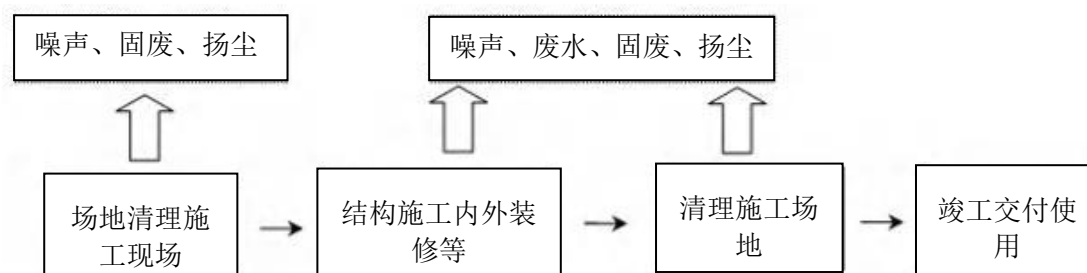 噪声、固废、扬尘
噪声、废水、固废、扬尘
场地清理施
工现场
结构施工内外装
修等
清理施工场
地
竣工交付使
用